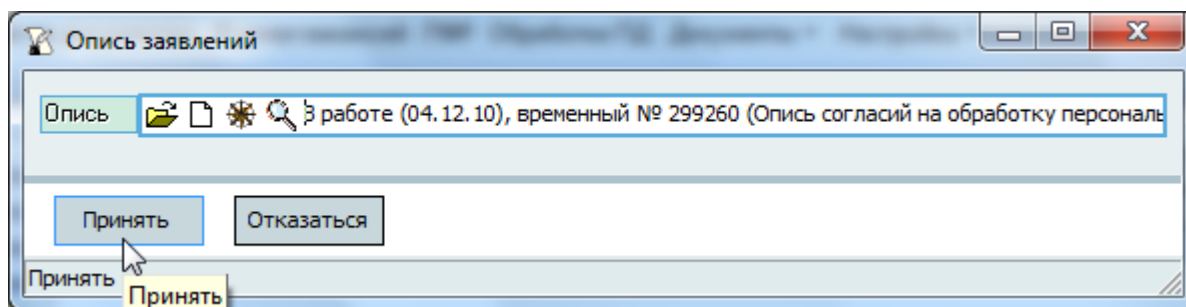 Опись заявлений
Опись В работе (04.12.10), временный № 299260 (Опись согласий на обработку персональ
Принять Отказаться
Принять
Принять